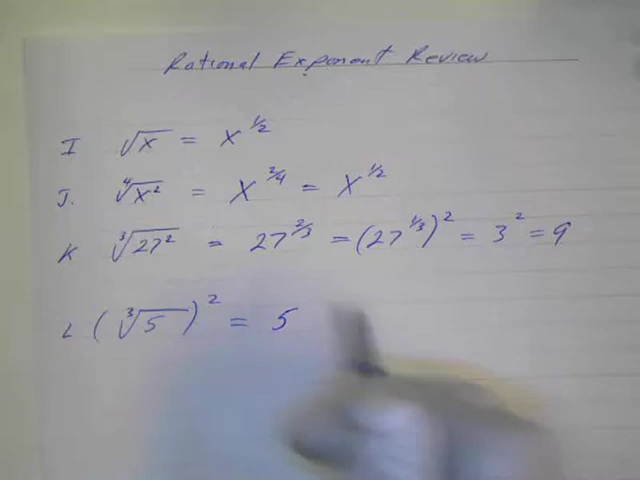 Rational Exponent Review
I √x = x^(1/2)
J. ⁴√x² = x^(2/4) = x^(1/2)
K ³√27² = 27^(2/3) = (27^(1/3))² = 3² = 9
L (³√5)² = 5